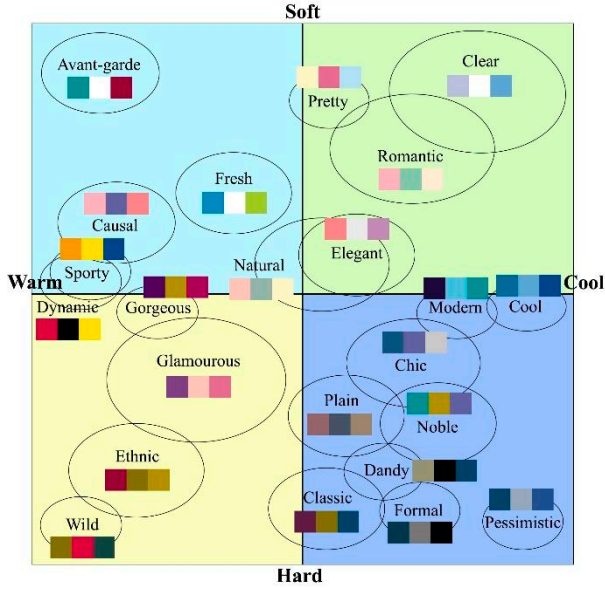 Soft
Avant-garde
Clear
Pretty
Romantic
Fresh
Causal
Elegant
Natural
Sporty
Warm
Cool
Dynamic
Gorgeous
Modern
Cool
Glamourous
Chic
Plain
Noble
Ethnic
Dandy
Classic
Formal
Wild
Pessimistic
Hard